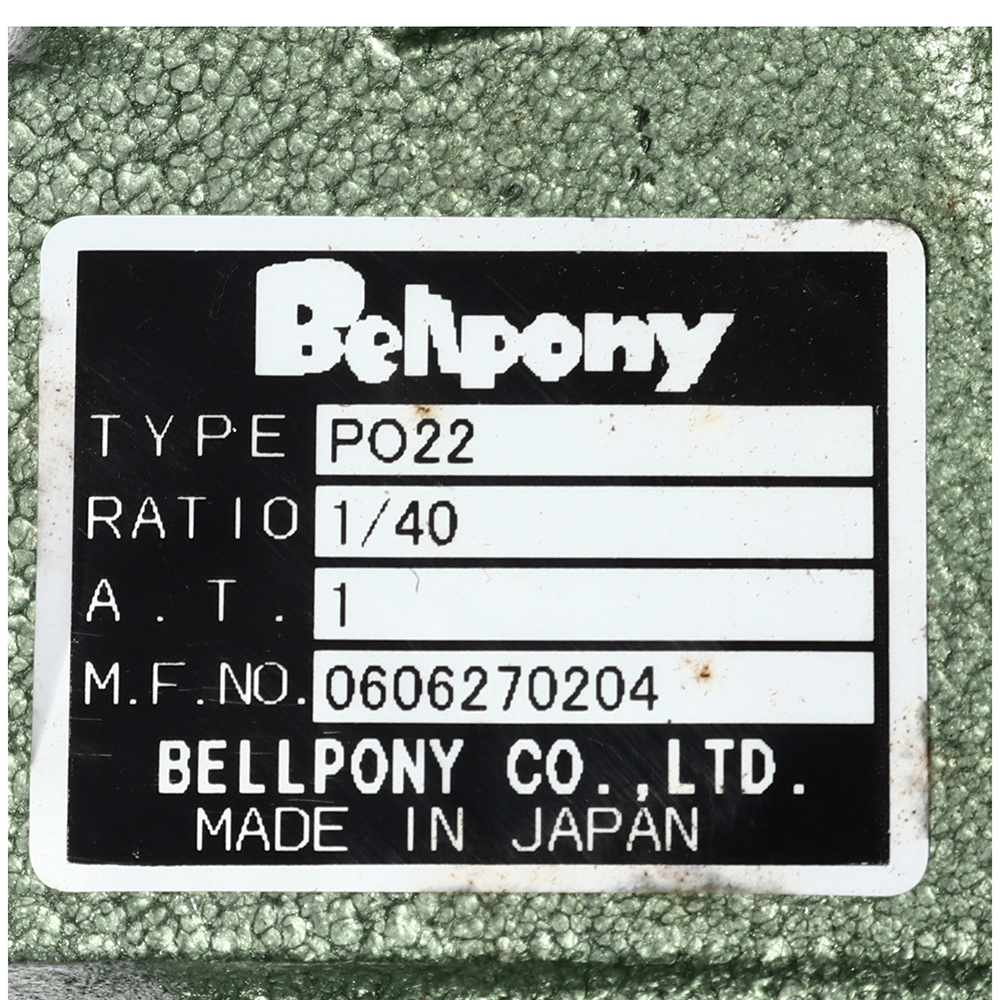 Bellpony
TYPE PO22
RATIO 1/40
A.T. 1
M.F.NO. 0606270204
BELLPONY CO.,LTD.
MADE IN JAPAN